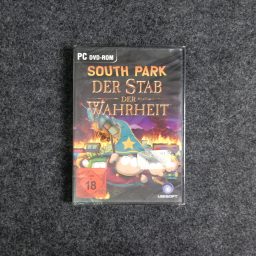 PC DVD-ROM
SOUTH PARK
DER STAB
DER
WAHRHEIT
18
UBISOFT